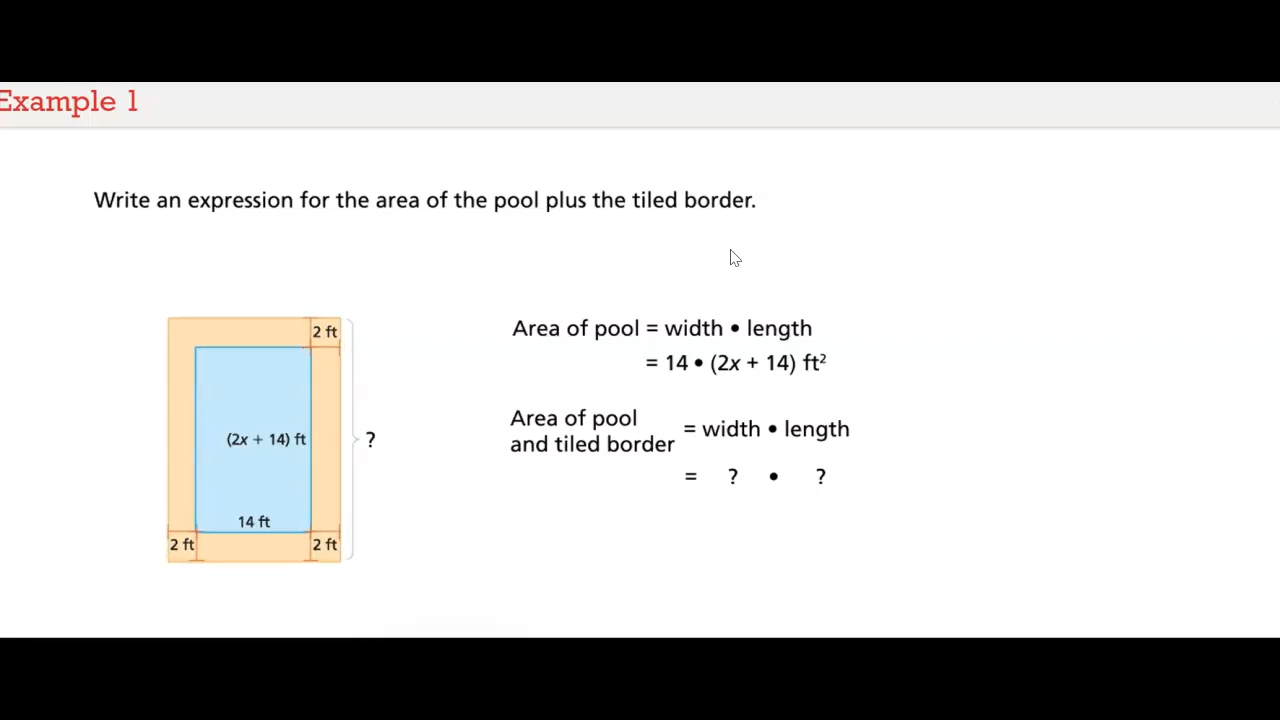 Example 1
Write an expression for the area of the pool plus the tiled border.
2 ft
(2x + 14) ft
?
14 ft
2 ft
2 ft
Area of pool = width • length
= 14 • (2x + 14) ft²
Area of pool
and tiled border
= width • length
= ? • ?